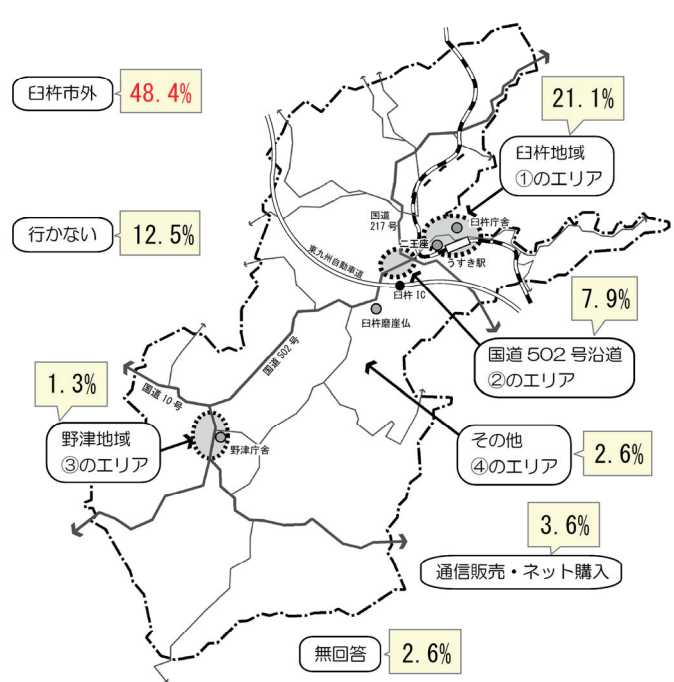 臼杵市外
48.4%
21.1%
臼杵地域
①のエリア
行かない
12.5%
国道
217号
臼杵庁舎
二王座
うすき駅
東九州自動車道
臼杵IC
臼杵磨崖仏
7.9%
国道502号沿道
②のエリア
国道502号
1.3%
国道10号
野津地域
③のエリア
野津庁舎
その他
④のエリア
2.6%
3.6%
通信販売・ネット購入
無回答
2.6%